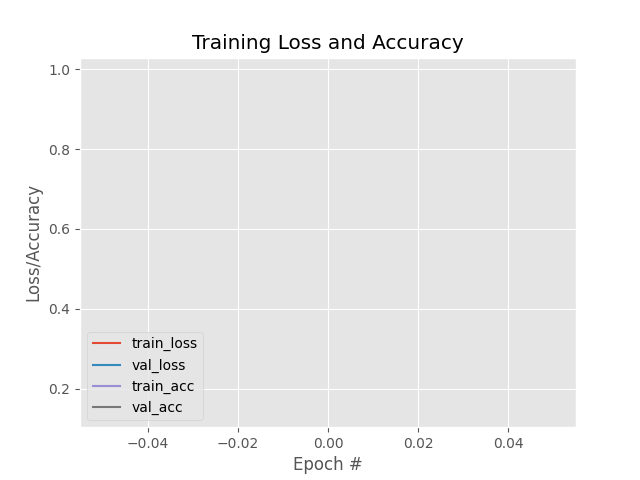 Training Loss and Accuracy
1.0
0.8
0.6
0.4
0.2
Loss/Accuracy
train_loss
val_loss
train_acc
val_acc
−0.04
−0.02
0.00
0.02
0.04
Epoch #